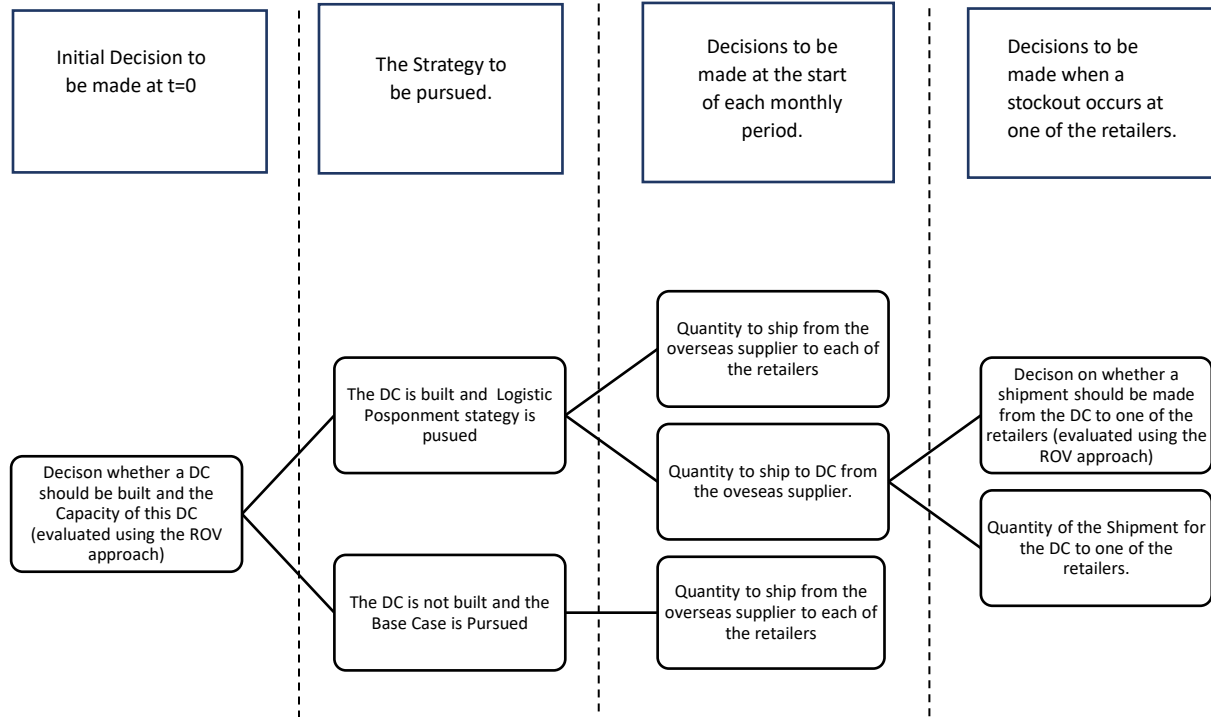 Initial Decision to
be made at t=0
The Strategy to
be pursued.
Decisions to be
made at the start
of each monthly
period.
Decisions to be
made when a
stockout occurs at
one of the retailers.
Decison whether a DC
should be built and the
Capacity of this DC
(evaluated using the ROV
approach)
The DC is built and  Logistic
Posponment stategy is
pusued
The DC is not built and the
Base Case is Pursued
Quantity to ship from the
overseas supplier to each of
the retailers
Quantity to ship to DC from
the oveseas supplier.
Quantity to ship from the
overseas supplier to each of
the retailers
Decison on whether a
shipment should be made
from the DC to one of the
retailers (evaluated using the
ROV approach)
Quantity of the Shipment for
the DC to one of the
retailers.